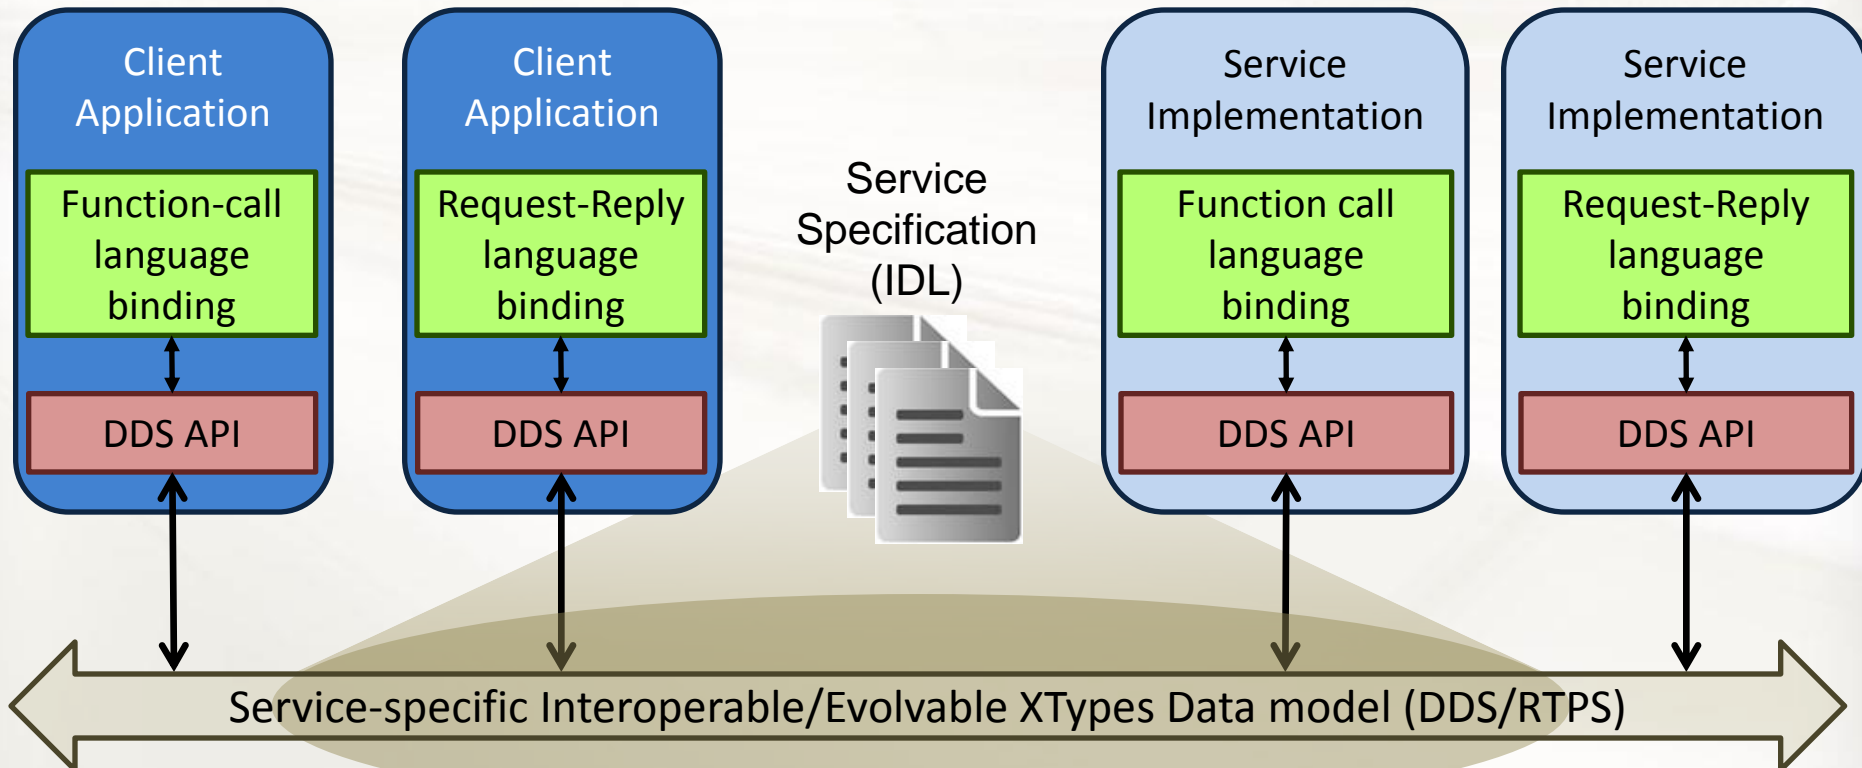 Client
Application
Function-call
language
binding
DDS API
Client
Application
Request-Reply
language
binding
DDS API
Service
Specification
(IDL)
Service
Implementation
Function call
language
binding
DDS API
Service
Implementation
Request-Reply
language
binding
DDS API
Service-specific Interoperable/Evolvable XTypes Data model (DDS/RTPS)